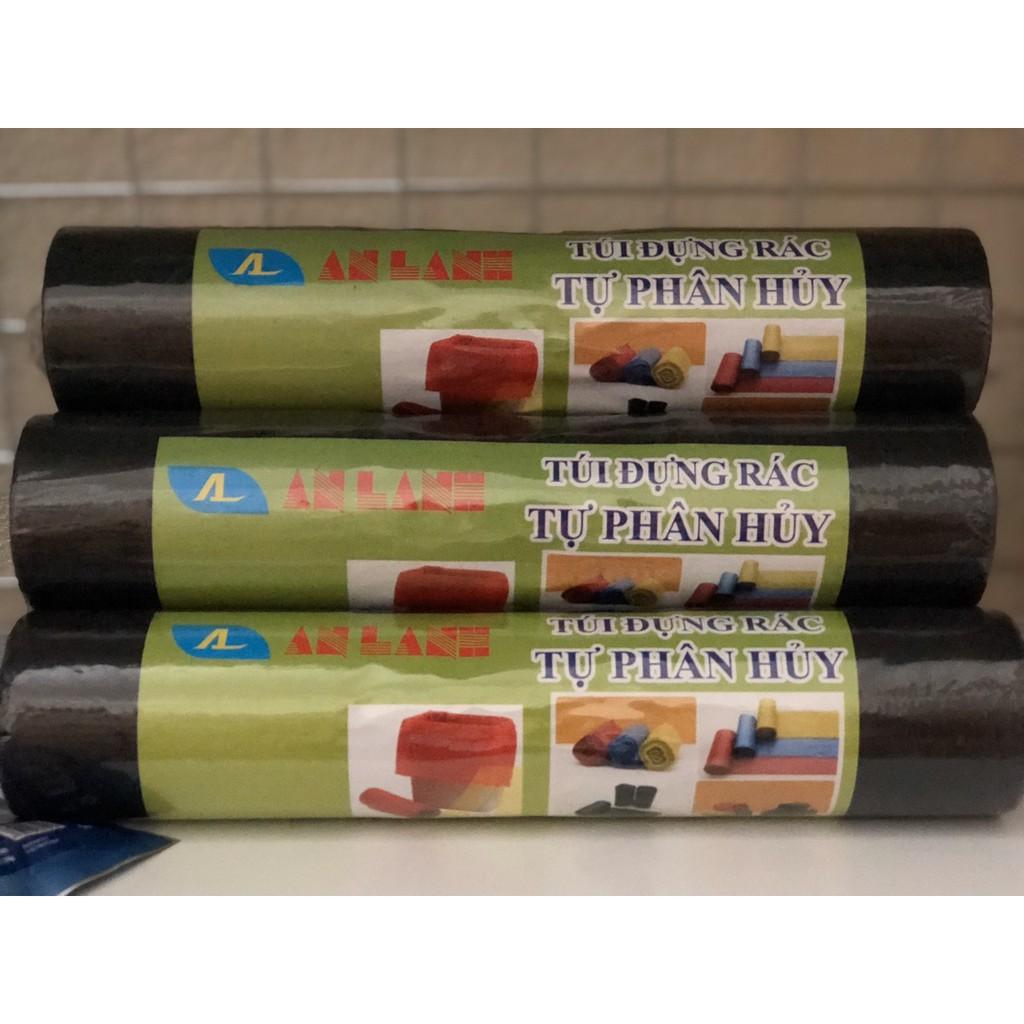 AL
AN LANH
TÚI ĐỰNG RÁC
TỰ PHÂN HỦY
AL
AN LANH
TÚI ĐỰNG RÁC
TỰ PHÂN HỦY
AL
AN LANH
TÚI ĐỰNG RÁC
TỰ PHÂN HỦY